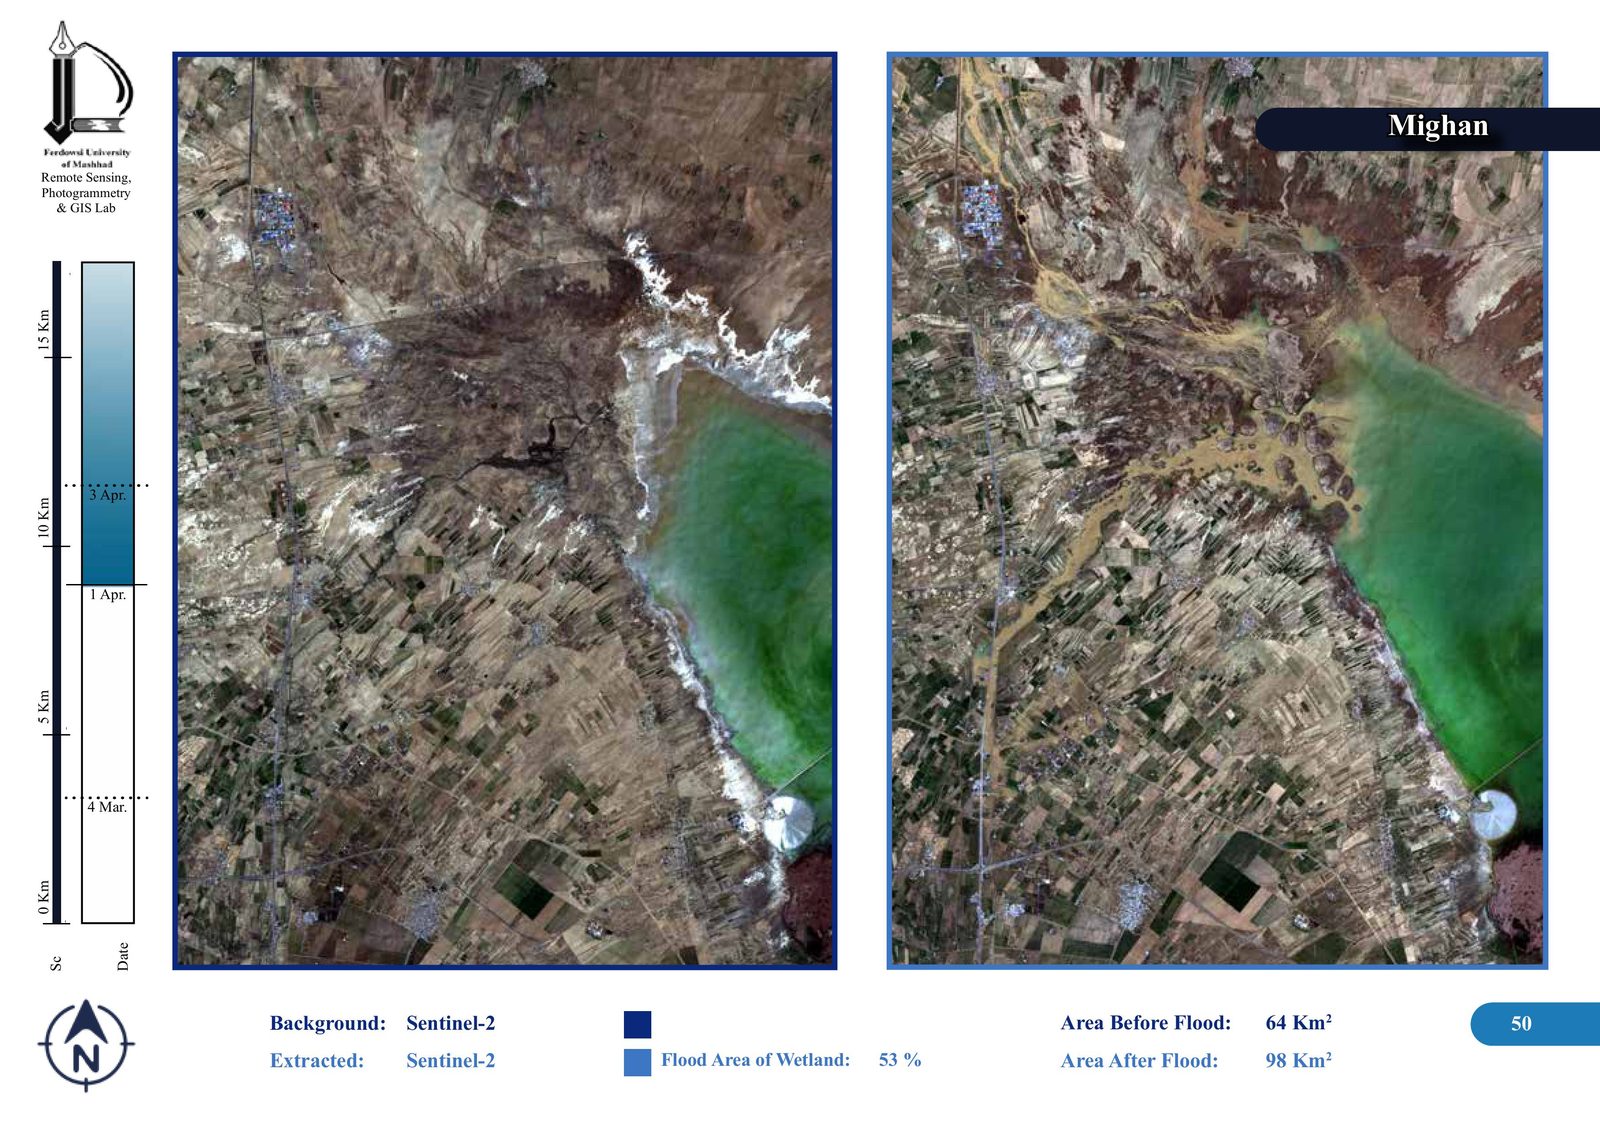 Ferdowsi University
of Mashhad
Remote Sensing,
Photogrammetry
& GIS Lab
Mighan
15 Km
10 Km
5 Km
0 Km
Sc
3 Apr.
1 Apr.
4 Mar.
Date
N
Background: Sentinel-2
Extracted: Sentinel-2
Flood Area of Wetland: 53 %
Area Before Flood: 64 Km²
Area After Flood: 98 Km²
50